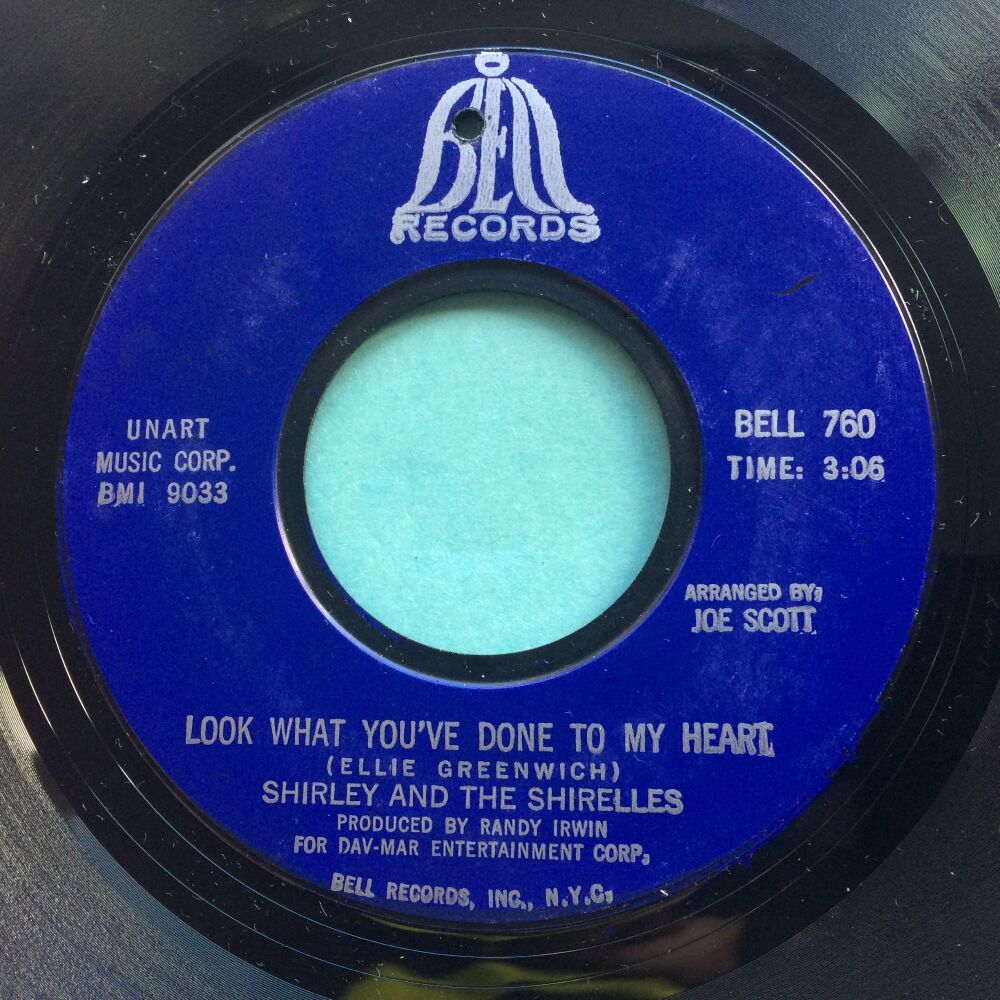 BELL
RECORDS
UNART
MUSIC CORP.
BMI 9033
BELL 760
TIME: 3:06
ARRANGED BY:
JOE SCOTT
LOOK WHAT YOU'VE DONE TO MY HEART
(ELLIE GREENWICH)
SHIRLEY AND THE SHIRELLES
PRODUCED BY RANDY IRWIN
FOR DAV-MAR ENTERTAINMENT CORP.
BELL RECORDS, INC., N.Y.C.